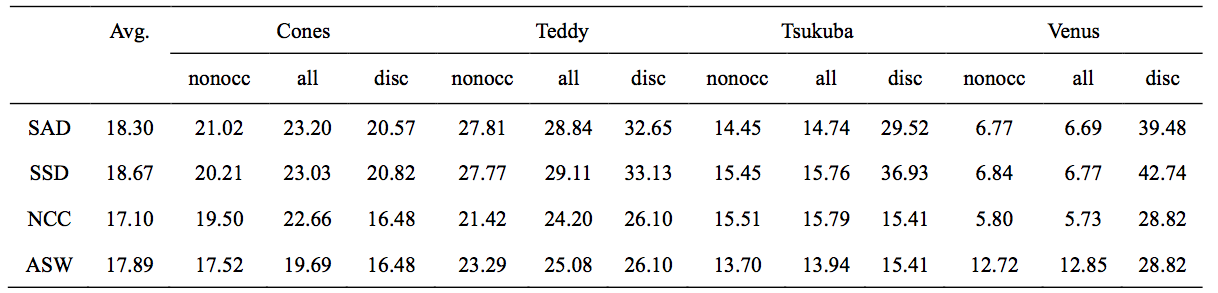 Avg. Cones Teddy Tsukuba Venus
nonocc all disc nonocc all disc nonocc all disc nonocc all disc
SAD 18.30 21.02 23.20 20.57 27.81 28.84 32.65 14.45 14.74 29.52 6.77 6.69 39.48
SSD 18.67 20.21 23.03 20.82 27.77 29.11 33.13 15.45 15.76 36.93 6.84 6.77 42.74
NCC 17.10 19.50 22.66 16.48 21.42 24.20 26.10 15.51 15.79 15.41 5.80 5.73 28.82
ASW 17.89 17.52 19.69 16.48 23.29 25.08 26.10 13.70 13.94 15.41 12.72 12.85 28.82